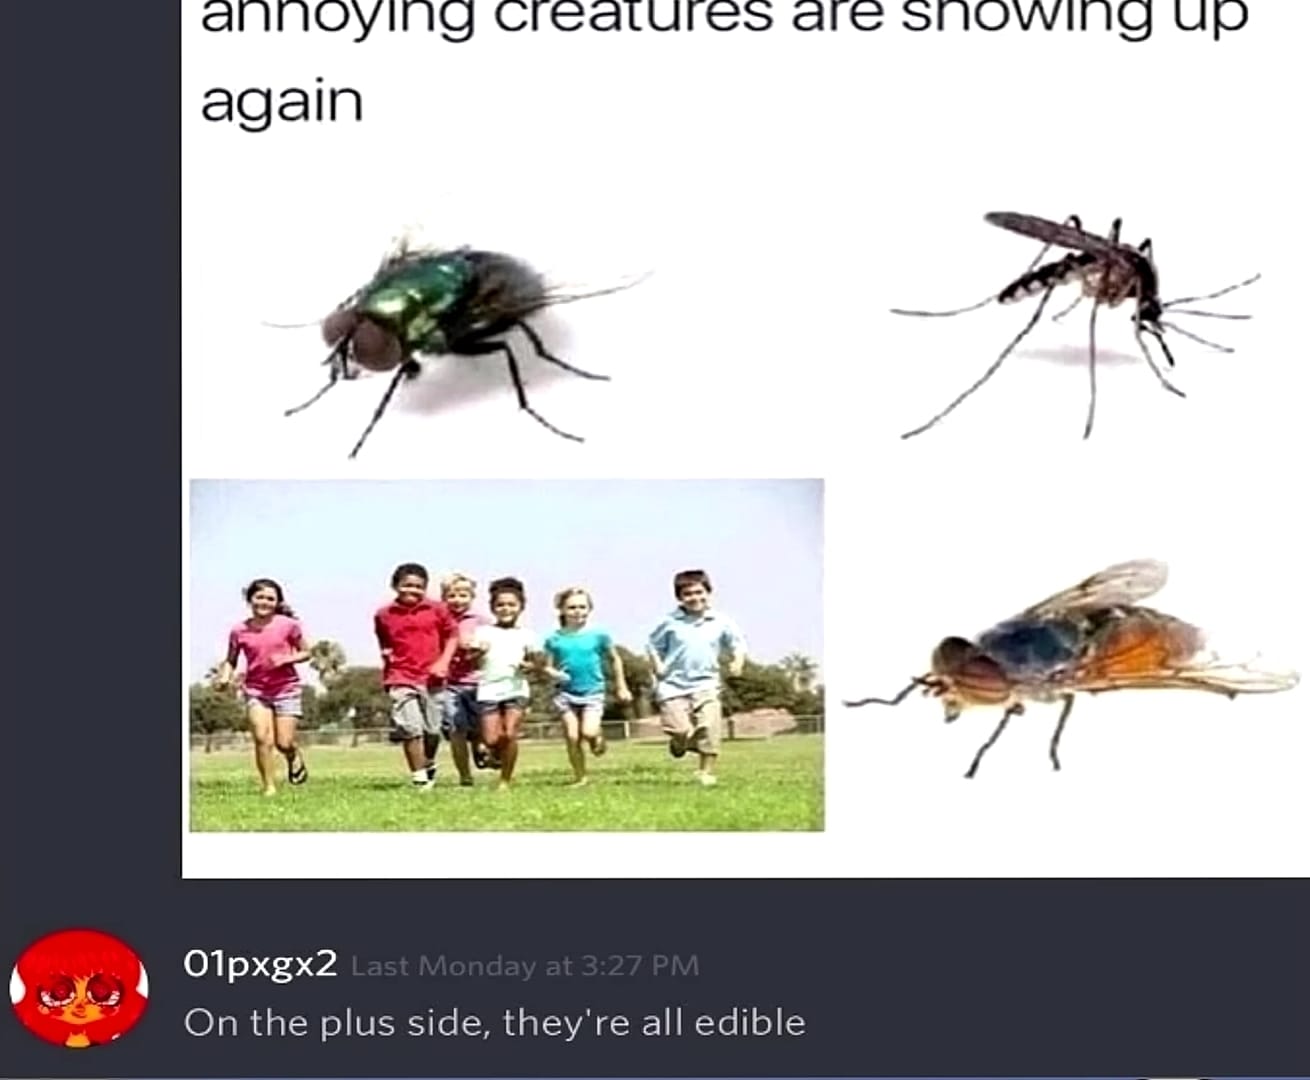 annoying creatures are showing up
again
01pxgx2 Last Monday at 3:27 PM
On the plus side, they're all edible